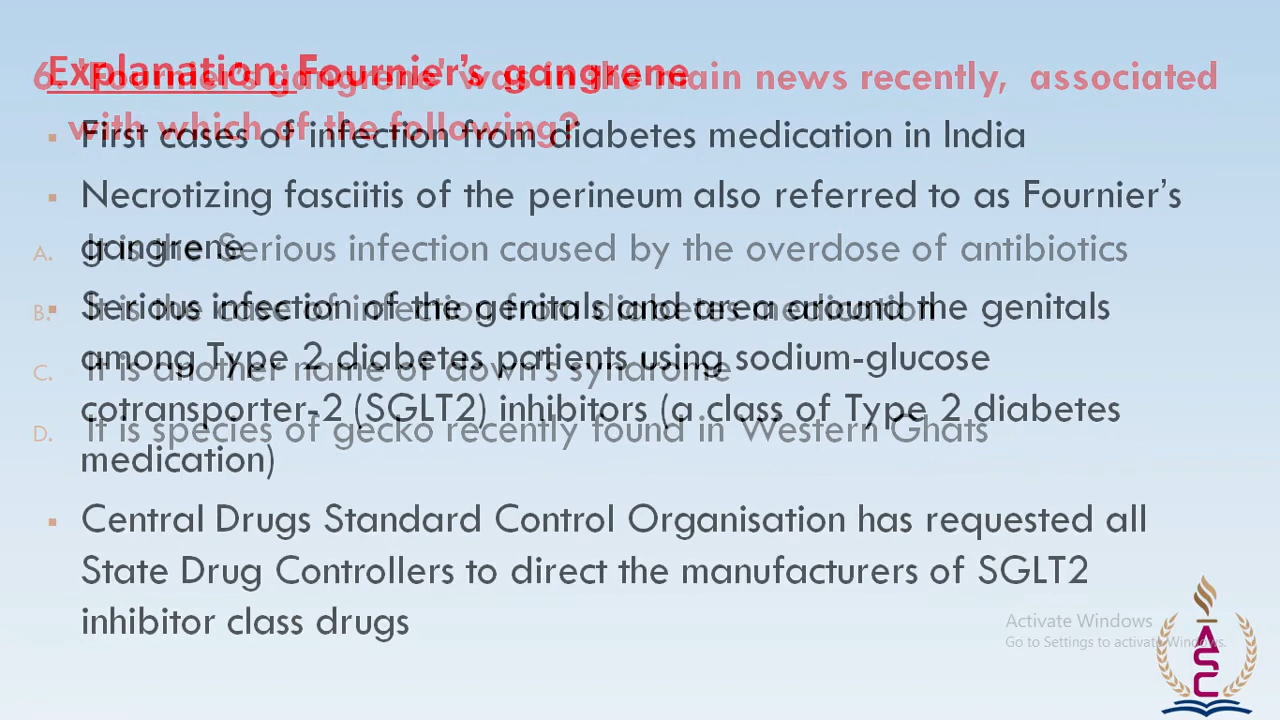 Explanation: Fournier's gangrene
6. 'Fournier's gangrene' was in the main news recently, associated
with which of the following?
▪ First cases of infection from diabetes medication in India
▪ Necrotizing fasciitis of the perineum also referred to as Fournier's
gangrene
A. It is the Serious infection caused by the overdose of antibiotics
▪ Serious infection of the genitals and area around the genitals
B. It is the case of infection from diabetes medication
among Type 2 diabetes patients using sodium-glucose
C. It is another name of down's syndrome
cotransporter-2 (SGLT2) inhibitors (a class of Type 2 diabetes
D. It is species of gecko recently found in Western Ghats
medication)
▪ Central Drugs Standard Control Organisation has requested all
State Drug Controllers to direct the manufacturers of SGLT2
inhibitor class drugs
Activate Windows
Go to Settings to activate Windows.
ASC